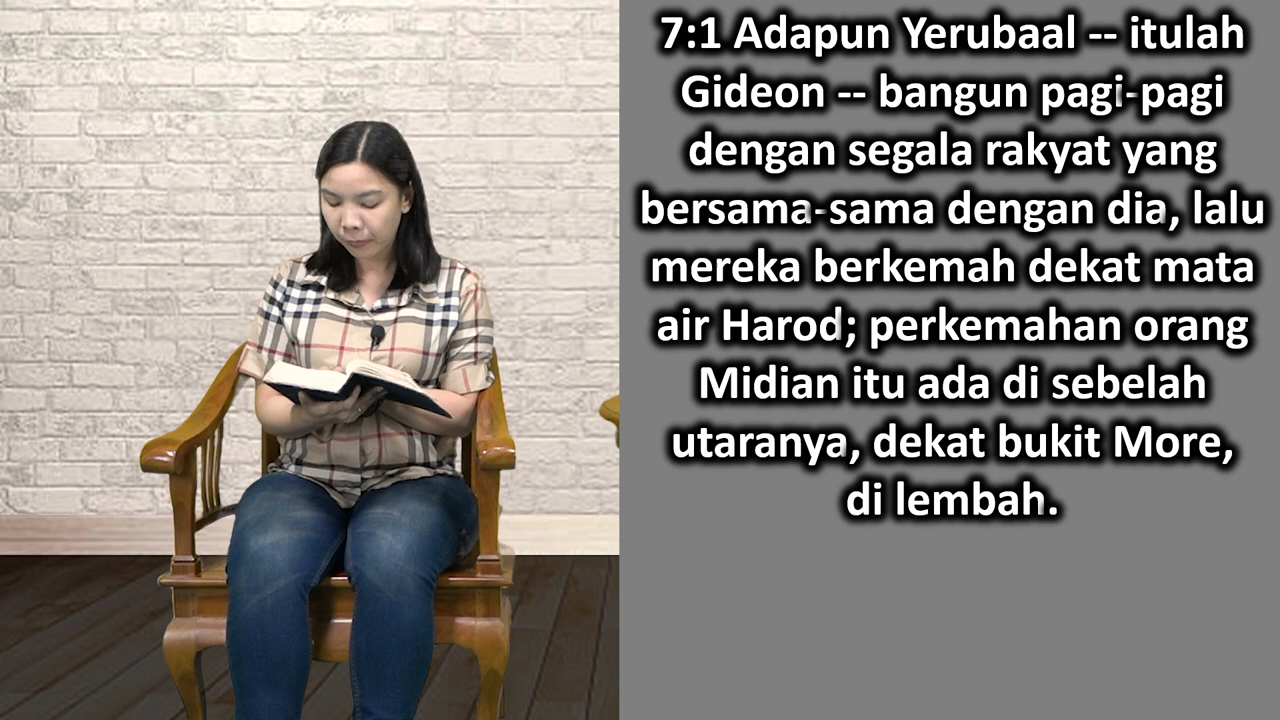 7:1 Adapun Yerubaal -- itulah
Gideon -- bangun pagi-pagi
dengan segala rakyat yang
bersama-sama dengan dia, lalu
mereka berkemah dekat mata
air Harod; perkemahan orang
Midian itu ada di sebelah
utaranya, dekat bukit More,
di lembah.